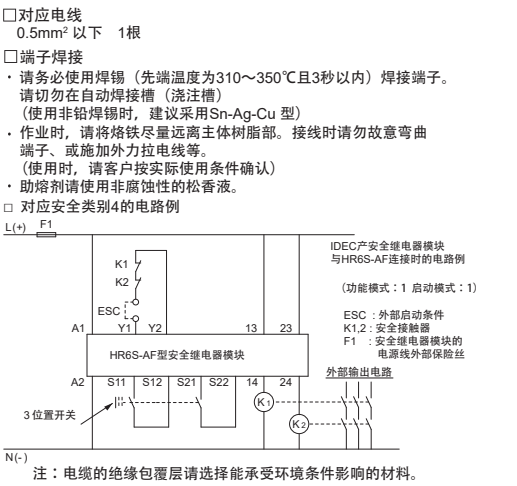 □对应电线
0.5mm² 以下 1根
□端子焊接
・请务必使用焊锡（先端温度为310～350℃且3秒以内）焊接端子。
请切勿在自动焊接槽（浇注槽）
（使用非铅焊锡时，建议采用Sn-Ag-Cu 型）
・作业时，请将烙铁尽量远离主体树脂部。接线时请勿故意弯曲
端子、或施加外力拉电线等。
（使用时，请客户按实际使用条件确认）
・助熔剂请使用非腐蚀性的松香液。
□ 对应安全类别4的电路例
L(+) F1
IDEC产安全继电器模块
与HR6S-AF连接时的电路例
K1
K2
（功能模式：1 启动模式：1）
ESC
ESC : 外部启动条件
K1,2 : 安全接触器
F1 : 安全继电器模块的
电源线外部保险丝
A1 Y1 Y2 13 23
HR6S-AF型安全继电器模块
外部输出电路
A2 S11 S12 S21 S22 14 24
K1
3 位置开关
K2
N(-)
注：电缆的绝缘包覆层请选择能承受环境条件影响的材料。